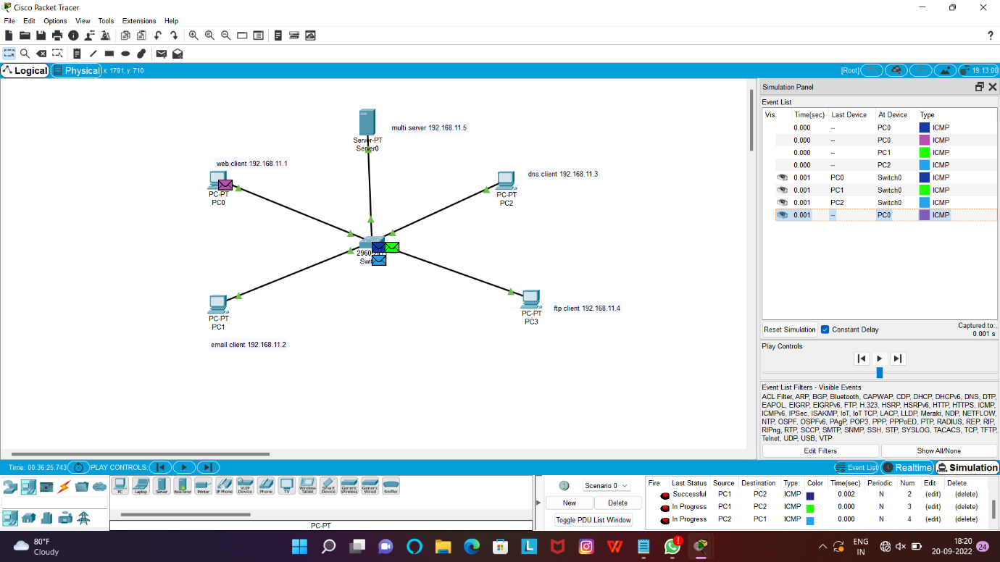 Cisco Packet Tracer
File Edit Options View Tools Extensions Help
Logical Physical x: 1791, y: 710 [Root] 19:13:00
Server-PT
Server0
multi server 192.168.11.5
web client 192.168.11.1
PC-PT
PC0
dns client 192.168.11.3
PC-PT
PC2
2960-24
Swit
PC-PT
PC1
email client 192.168.11.2
PC-PT
PC3
ftp client 192.168.11.4
Simulation Panel
Event List
Vis. Time(sec) Last Device At Device Type
0.000 -- PC0 ICMP
0.000 -- PC0 ICMP
0.000 -- PC1 ICMP
0.000 -- PC2 ICMP
0.001 PC0 Switch0 ICMP
0.001 PC1 Switch0 ICMP
0.001 PC2 Switch0 ICMP
0.001 -- PC0 ICMP
Reset Simulation Constant Delay Captured to:
0.001 s
Play Controls
Event List Filters - Visible Events
ACL Filter, ARP, BGP, Bluetooth, CAPWAP, CDP, DHCP, DHCPv6, DNS, DTP,
EAPOL, EIGRP, EIGRPv6, FTP, H.323, HSRP, HSRPv6, HTTP, HTTPS, ICMP,
ICMPv6, IPSec, ISAKMP, IoT, IoT TCP, LACP, LLDP, Meraki, NDP, NETFLOW,
NTP, OSPF, OSPFv6, PAgP, POP3, PPP, PPPoED, PTP, RADIUS, REP, RIP,
RIPng, RTP, SCCP, SMTP, SNMP, SSH, STP, SYSLOG, TACACS, TCP, TFTP,
Telnet, UDP, USB, VTP
Edit Filters Show All/None
Time: 00:36:25.743 PLAY CONTROLS: Event List Realtime Simulation
PC Laptop Server Printer IP Phone VoIP Device Phone TV Wireless Tablet Smart Device Generic Wireless Generic Wired Sniffer
PC-PT
Scenario 0
New Delete
Toggle PDU List Window
Fire Last Status Source Destination Type Color Time(sec) Periodic Num Edit Delete
Successful PC1 PC2 ICMP 0.002 N 2 (edit) (delete)
In Progress PC1 PC2 ICMP 0.000 N 3 (edit) (delete)
In Progress PC2 PC1 ICMP 0.000 N 4 (edit) (delete)
80°F
Cloudy
ENG
IN
18:20
20-09-2022
24